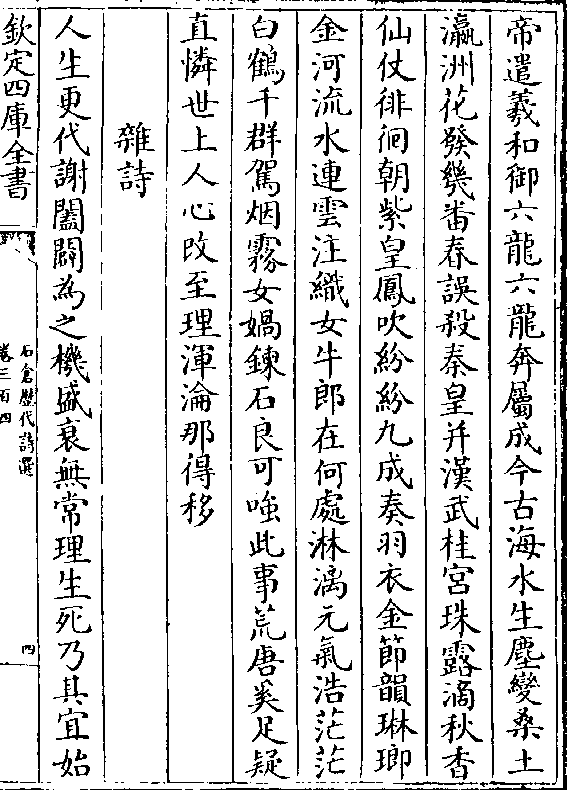 帝遣羲和御六龍六龍奔屬成今古海水生塵變桑土
瀛洲花發幾番春誤殺秦皇并漢武桂宮珠露滴秋香
仙仗徘徊朝紫皇鳳吹紛紛九成奏羽衣金節韻琳瑯
金河流水連雲注織女牛郎在何處淋漓元氣浩茫茫
白鶴千群駕烟霧女媧鍊石良可嗤此事荒唐奚足疑
直憐世上人心改至理渾淪那得移
雜詩
人生更代謝闔闢為之機盛衰無常理生死乃其宜始
欽定四庫全書
石倉歷代詩選
卷三百四
四